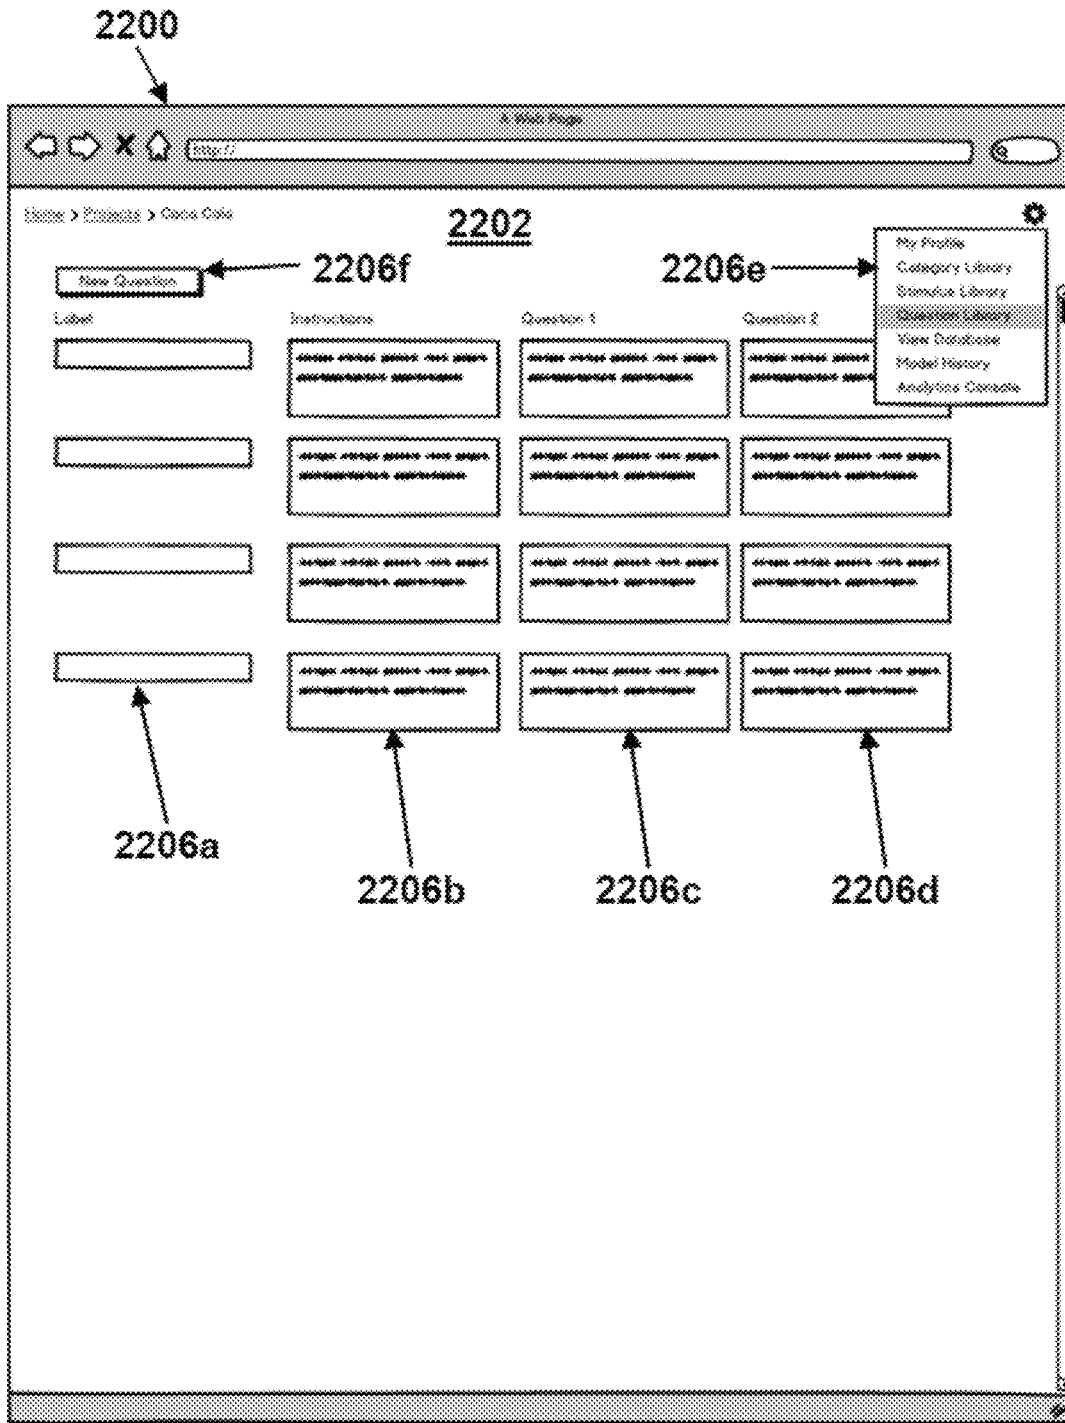 2200
A Web Page
http://
Home > Projects > Coca Cola
2202
My Profile
Category Library
Stimulus Library
Question Library
View Database
Model History
Analytics Console
2206f
2206e
New Question
Label
Instructions
Question 1
Question 2
2206a
2206b
2206c
2206d